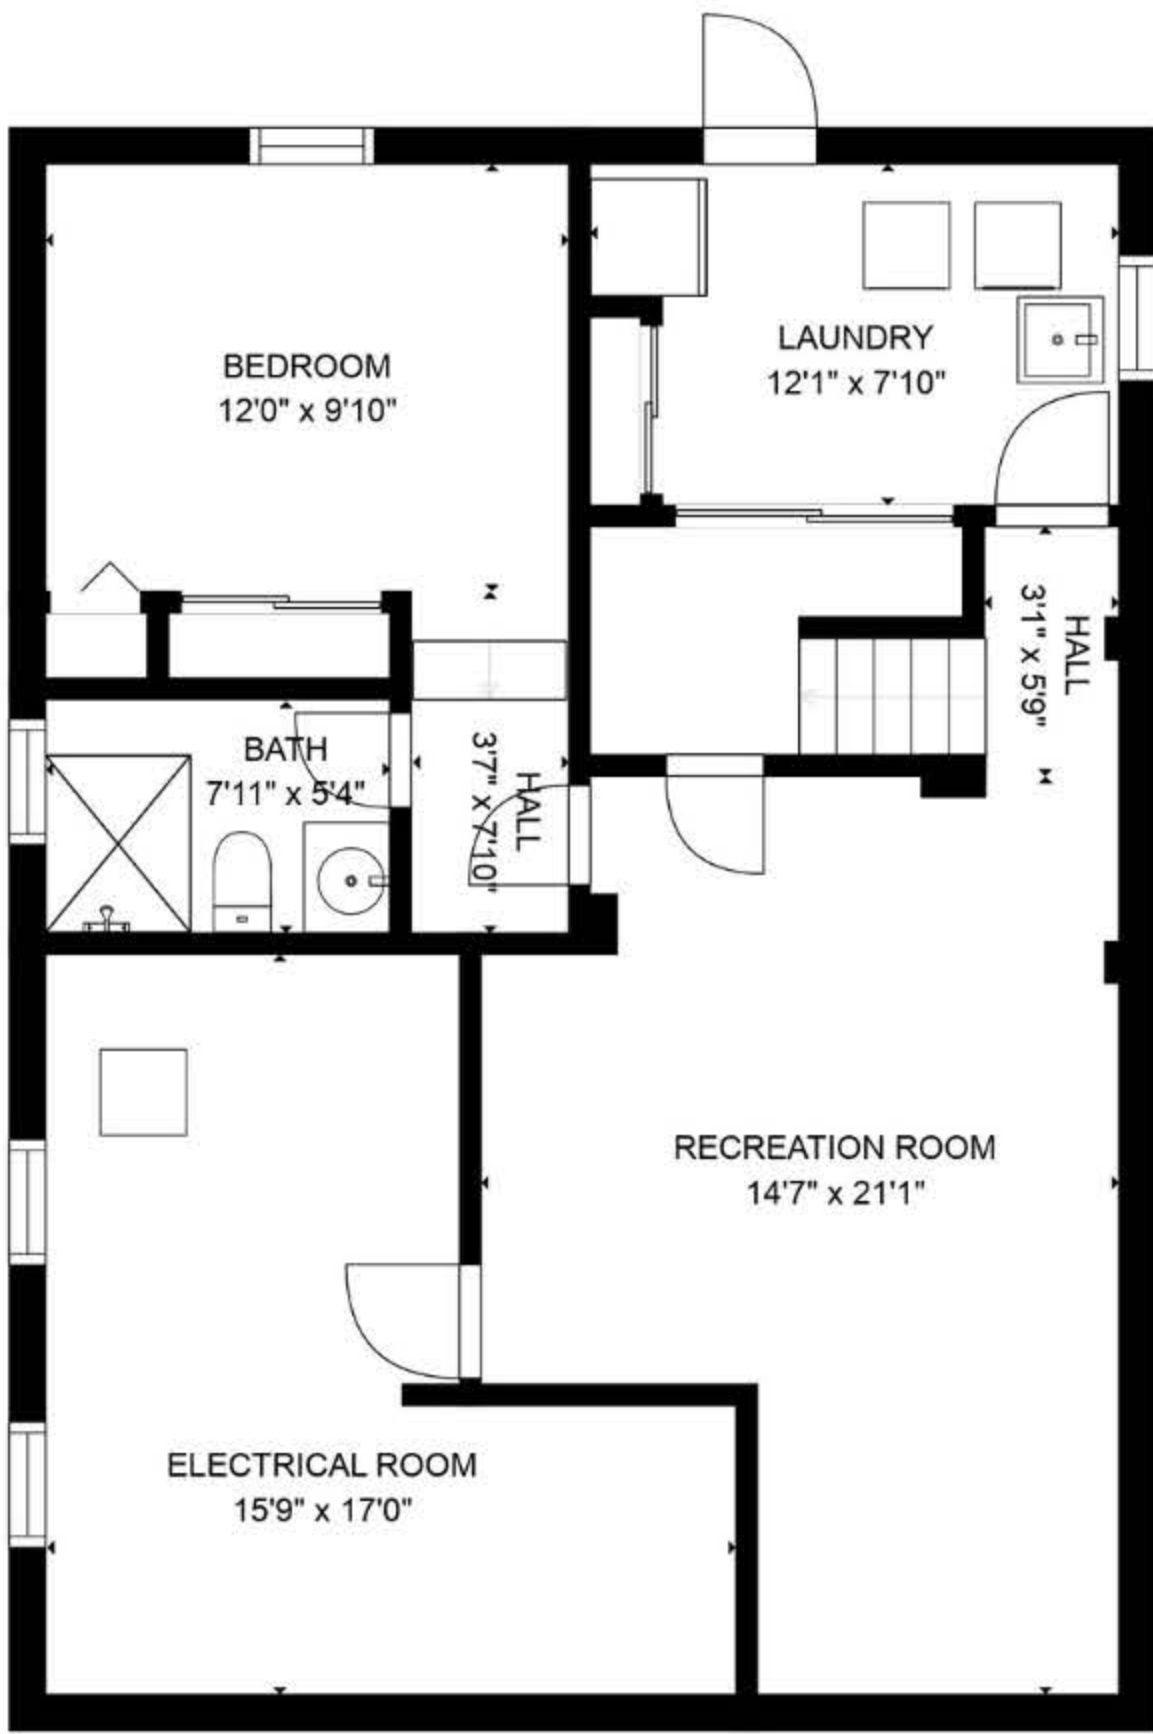 BEDROOM
12'0" x 9'10"
LAUNDRY
12'1" x 7'10"
HALL
3'1" x 5'9"
BATH
7'11" x 5'4"
HALL
3'7" x 7'10"
RECREATION ROOM
14'7" x 21'1"
ELECTRICAL ROOM
15'9" x 17'0"